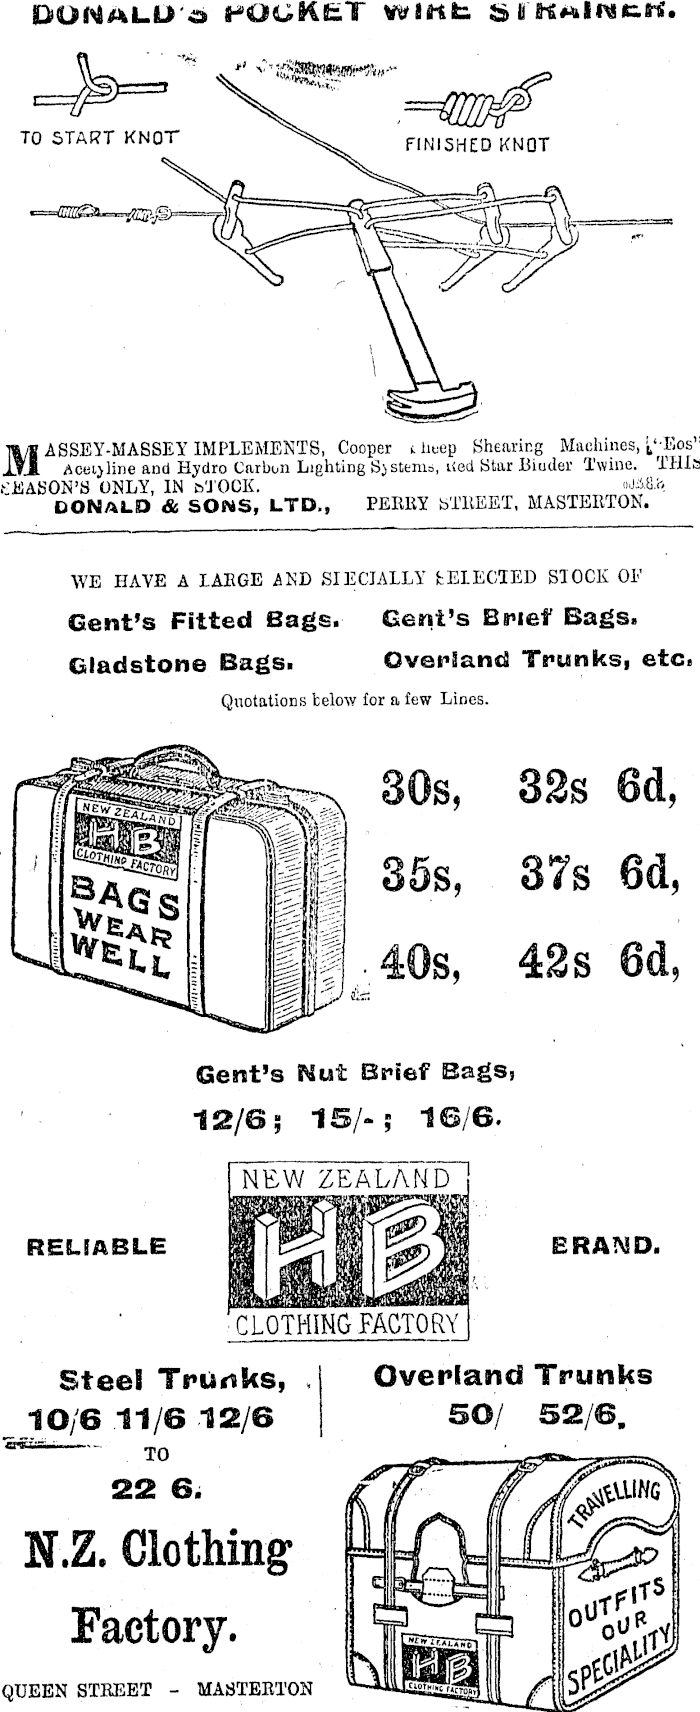 DONALD'S POCKET WIRE STRAINER.
TO START KNOT
FINISHED KNOT
MASSEY-MASSEY IMPLEMENTS, Cooper Sheep Shearing Machines, "Eos"
Acetyline and Hydro Carbon Lighting Systems, Red Star Binder Twine. THIS
SEASON'S ONLY, IN STOCK.
DONALD & SONS, LTD., PERRY STREET, MASTERTON.
WE HAVE A LARGE AND SPECIALLY SELECTED STOCK OF
Gent's Fitted Bags. Gent's Brief Bags.
Gladstone Bags. Overland Trunks, etc.
Quotations below for a few Lines.
NEW ZEALAND
HB
CLOTHING FACTORY
BAGS
WEAR
WELL
30s, 32s 6d,
35s, 37s 6d,
40s, 42s 6d,
Gent's Nut Brief Bags,
12/6; 15/-; 16/6.
RELIABLE
NEW ZEALAND
HB
CLOTHING FACTORY
BRAND.
Steel Trunks,
10/6 11/6 12/6
TO
22 6.
Overland Trunks
50/ 52/6.
N.Z. Clothing
Factory.
QUEEN STREET - MASTERTON
TRAVELLING
OUTFITS
OUR
SPECIALITY
NEW ZEALAND
HB
CLOTHING FACTORY